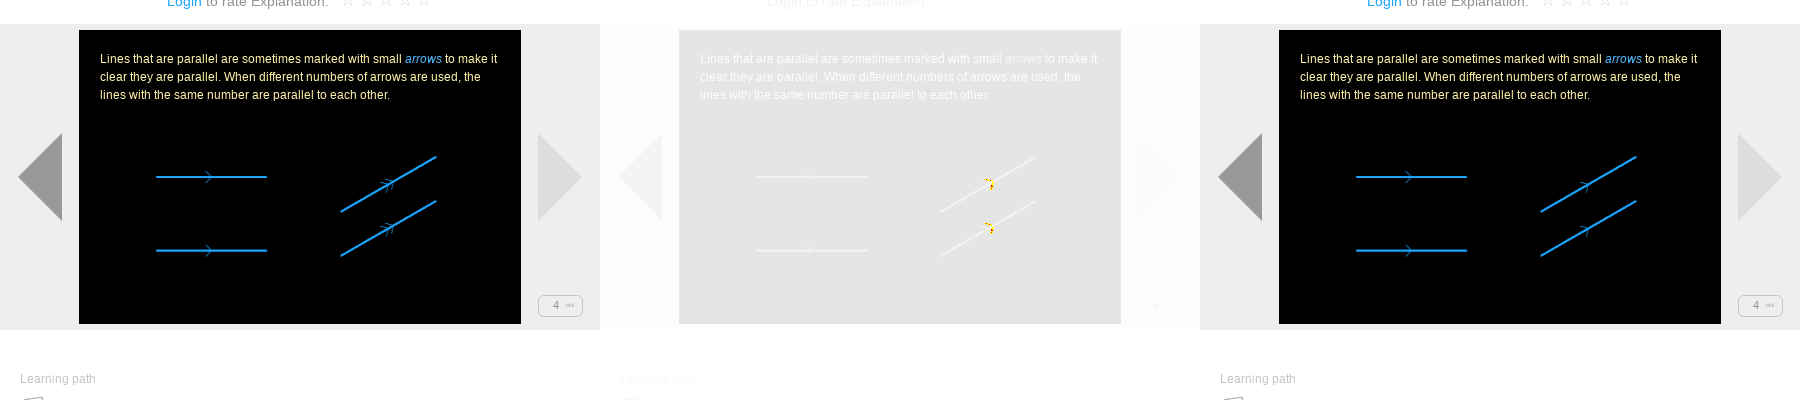 Login to rate Explanation:
Lines that are parallel are sometimes marked with small arrows to make it
clear they are parallel. When different numbers of arrows are used, the
lines with the same number are parallel to each other.
4
Learning path
Login to rate Explanation:
Lines that are parallel are sometimes marked with small arrows to make it
clear they are parallel. When different numbers of arrows are used, the
lines with the same number are parallel to each other.
4
Learning path
Login to rate Explanation:
Lines that are parallel are sometimes marked with small arrows to make it
clear they are parallel. When different numbers of arrows are used, the
lines with the same number are parallel to each other.
4
Learning path